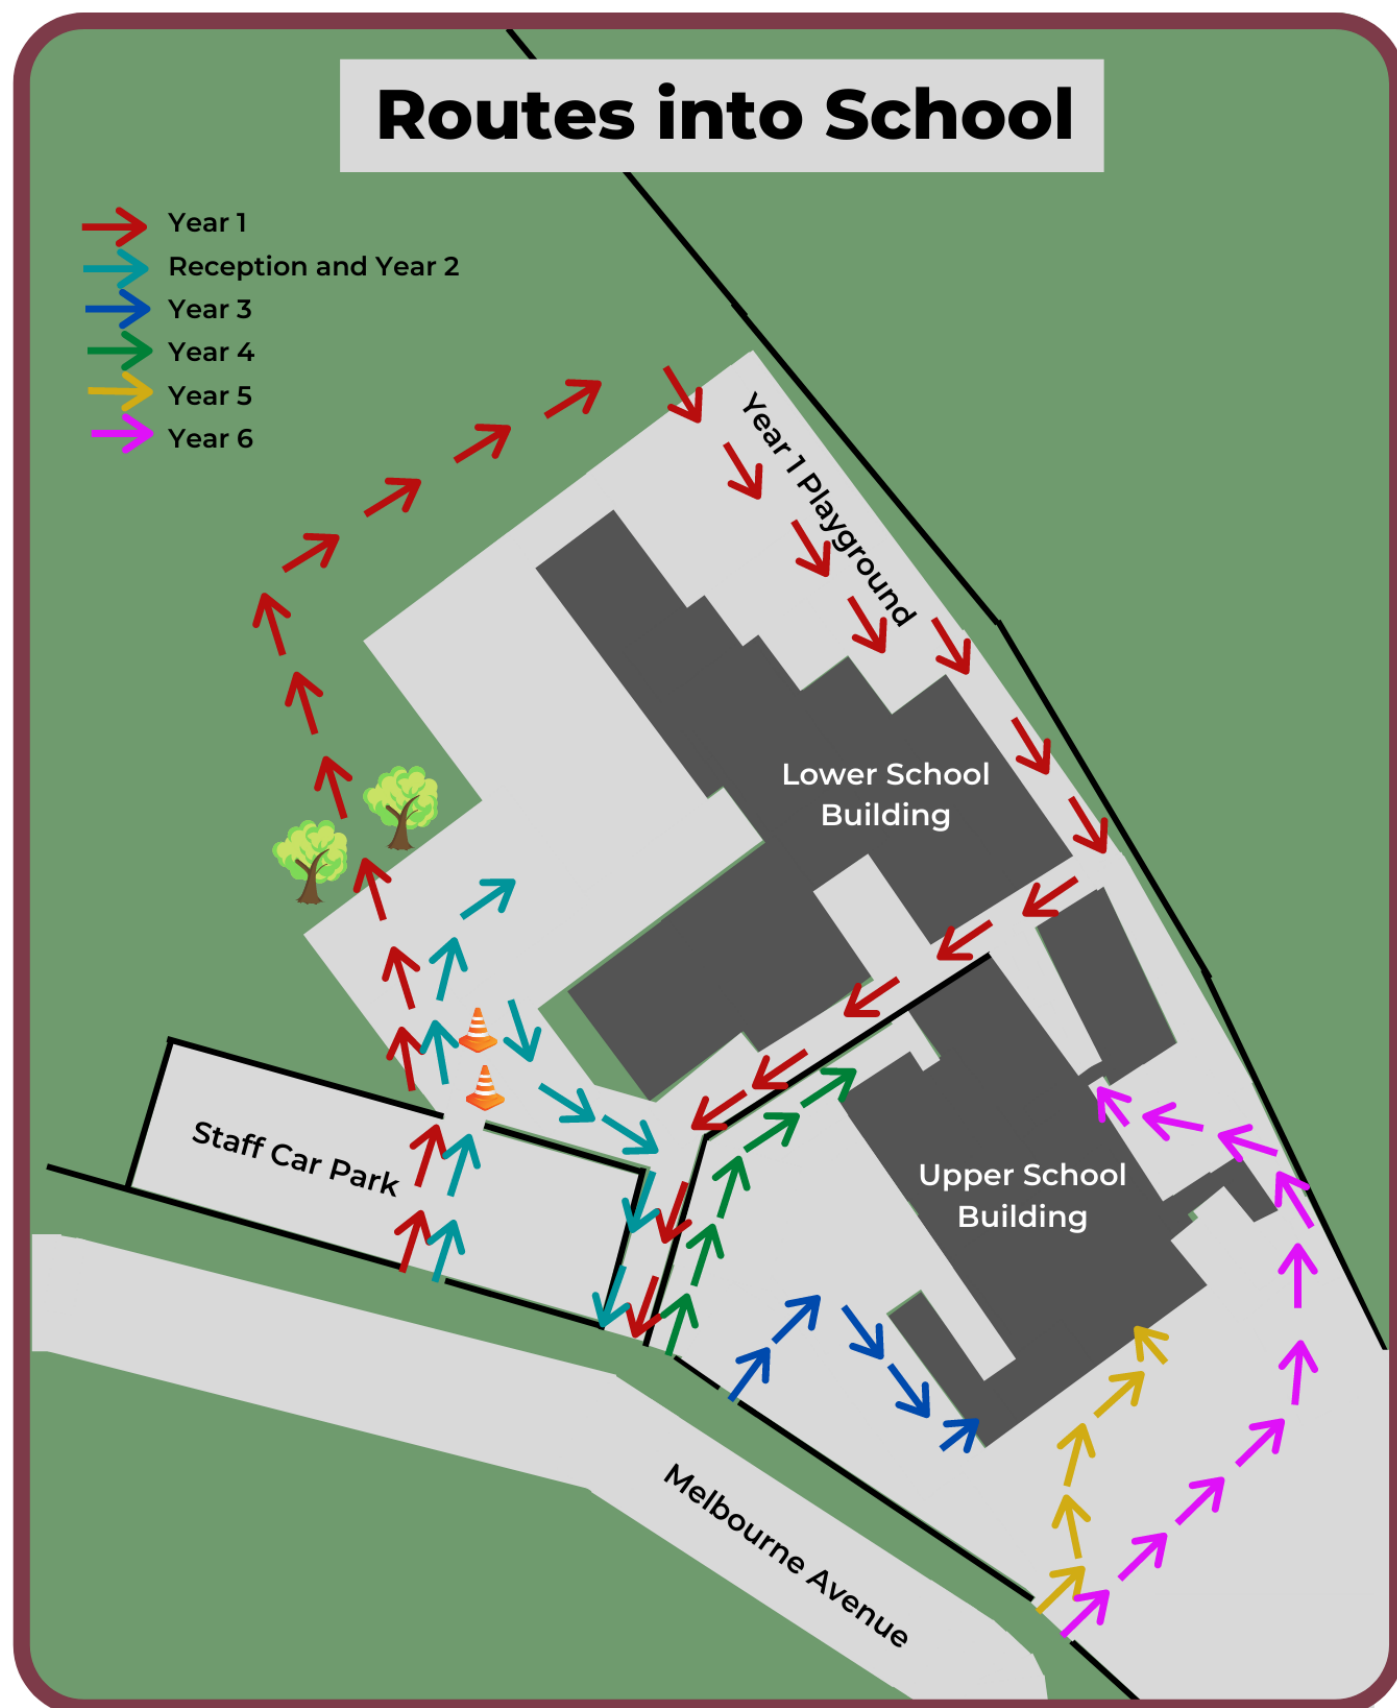 Routes into School
Year 1
Reception and Year 2
Year 3
Year 4
Year 5
Year 6
Year 1 Playground
Lower School
Building
Staff Car Park
Upper School
Building
Melbourne Avenue